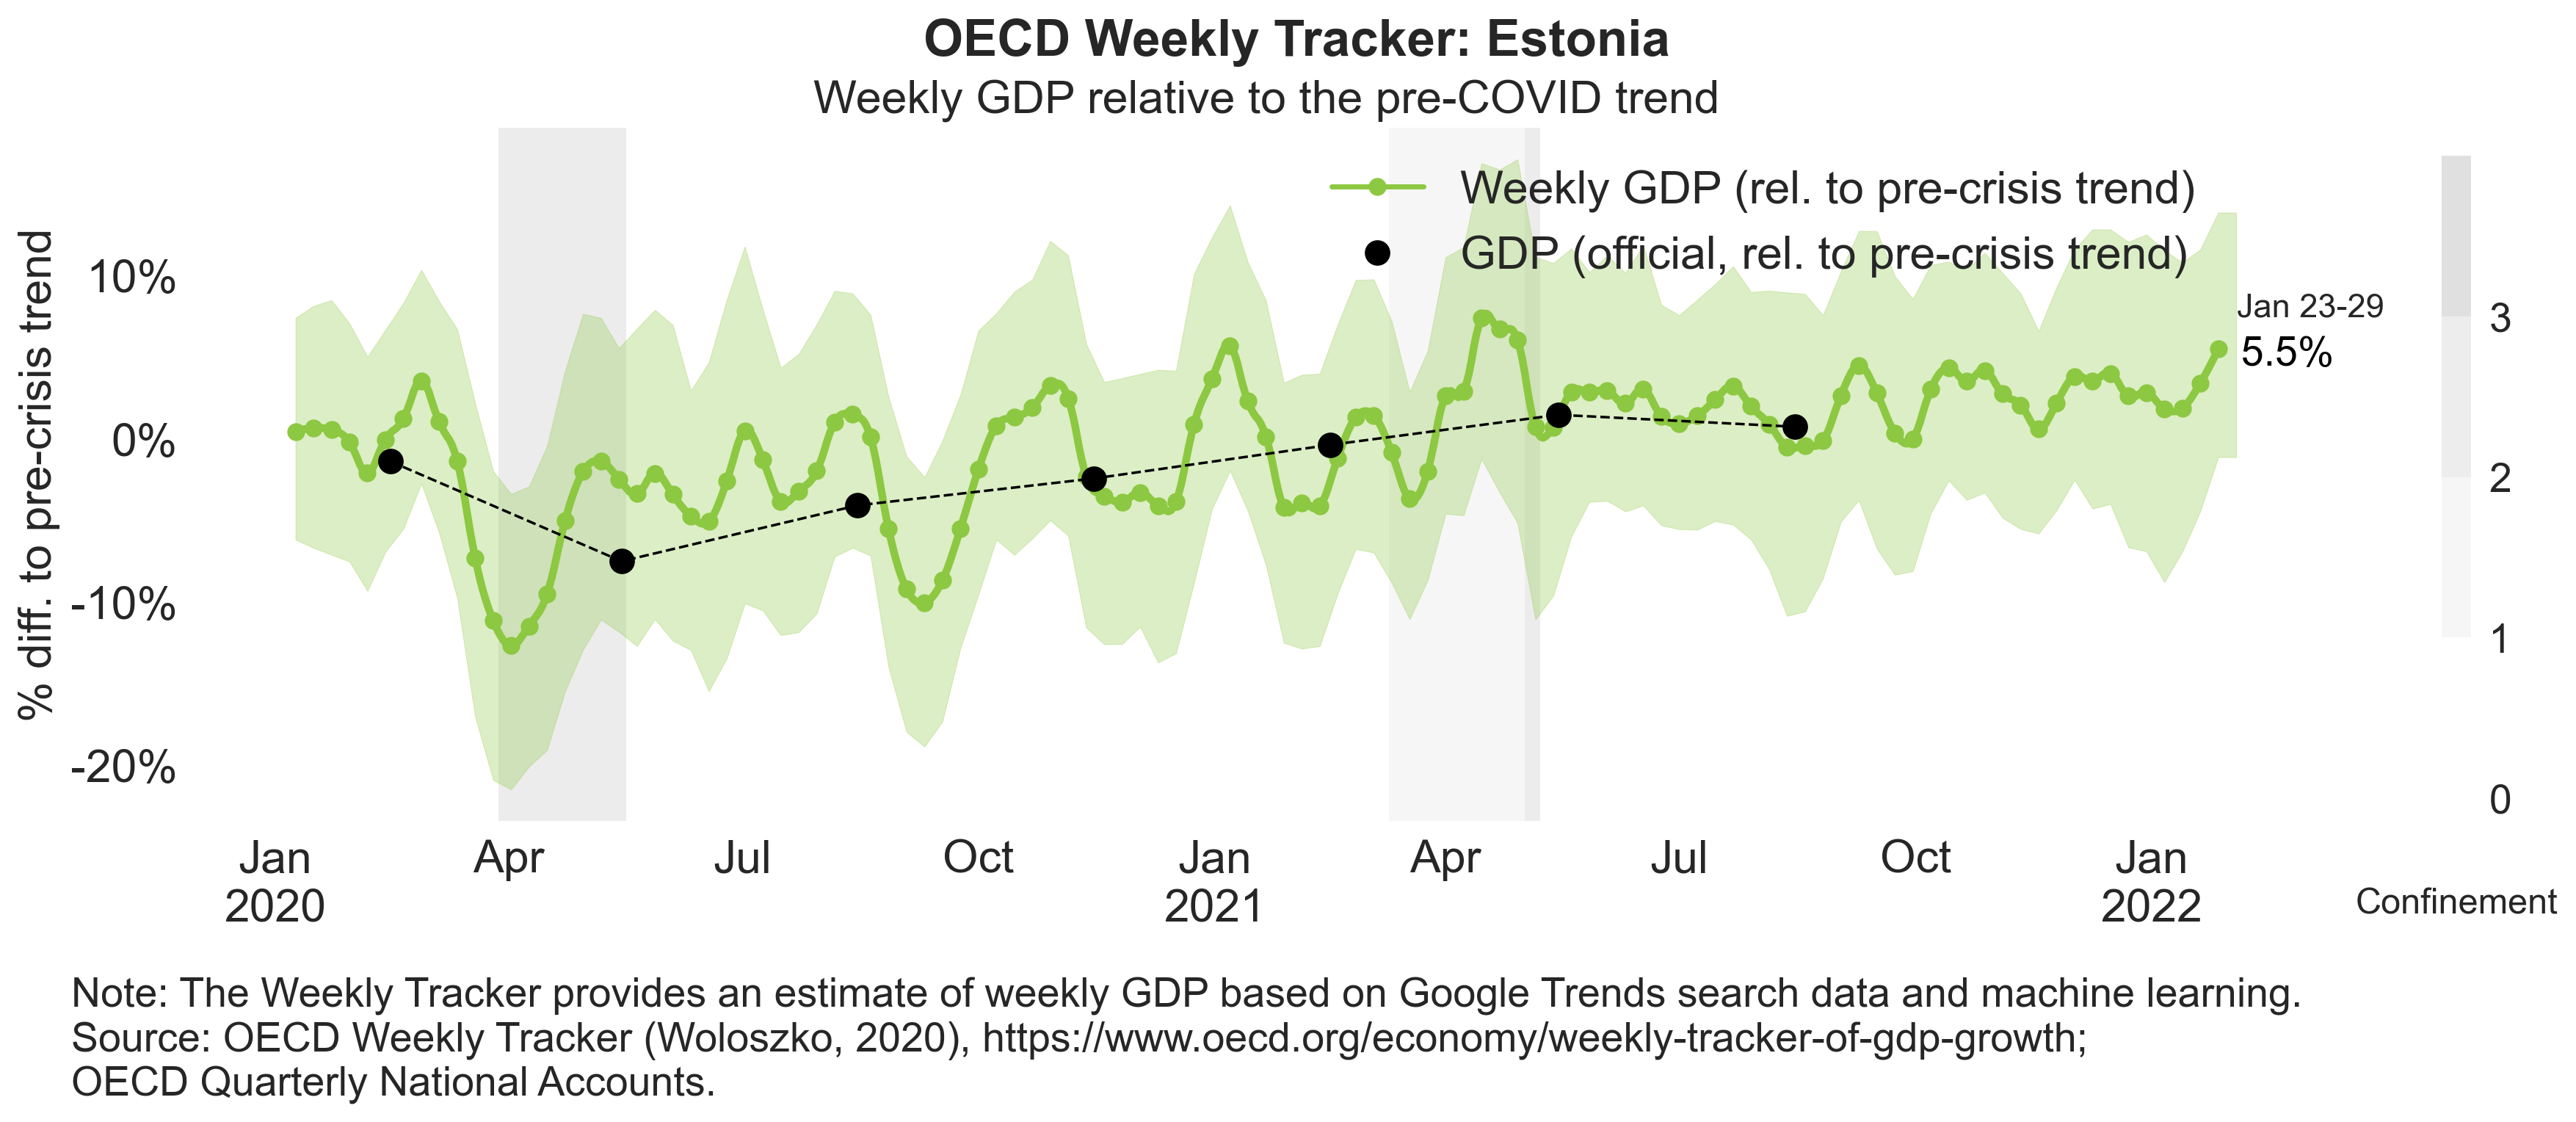 OECD Weekly Tracker: Estonia
Weekly GDP relative to the pre-COVID trend
Weekly GDP (rel. to pre-crisis trend)
GDP (official, rel. to pre-crisis trend)
% diff. to pre-crisis trend
10%
0%
-10%
-20%
Jan 23-29
5.5%
3
2
1
0
Jan Apr Jul Oct Jan Apr Jul Oct Jan
2020 2021 2022
Confinement
Note: The Weekly Tracker provides an estimate of weekly GDP based on Google Trends search data and machine learning.
Source: OECD Weekly Tracker (Woloszko, 2020), https://www.oecd.org/economy/weekly-tracker-of-gdp-growth;
OECD Quarterly National Accounts.